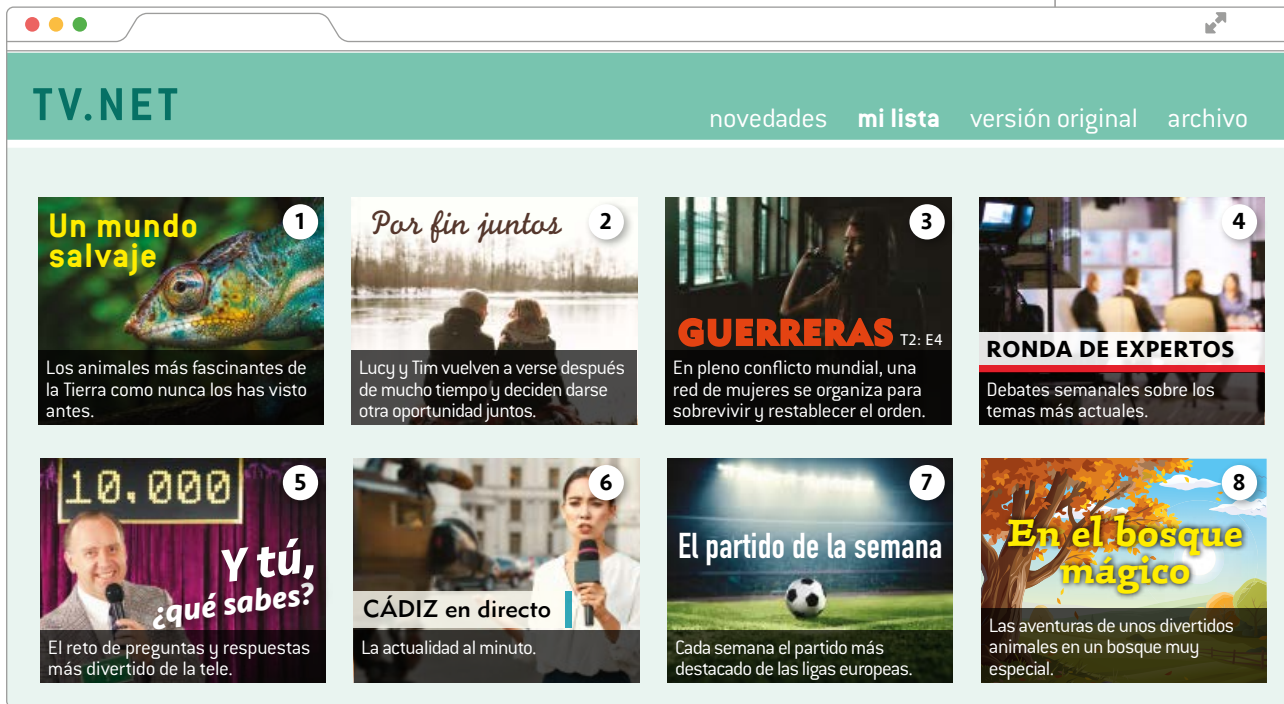 TV.NET
novedades mi lista versión original archivo
Un mundo
salvaje
1
Los animales más fascinantes de
la Tierra como nunca los has visto
antes.
Por fin juntos
2
Lucy y Tim vuelven a verse después
de mucho tiempo y deciden darse
otra oportunidad juntos.
3
GUERRERAS T2: E4
En pleno conflicto mundial, una
red de mujeres se organiza para
sobrevivir y restablecer el orden.
4
RONDA DE EXPERTOS
Debates semanales sobre los
temas más actuales.
10.000
5
Y tú,
¿qué sabes?
El reto de preguntas y respuestas
más divertido de la tele.
6
CÁDIZ en directo
La actualidad al minuto.
7
El partido de la semana
Cada semana el partido más
destacado de las ligas europeas.
8
En el bosque
mágico
Las aventuras de unos divertidos
animales en un bosque muy
especial.